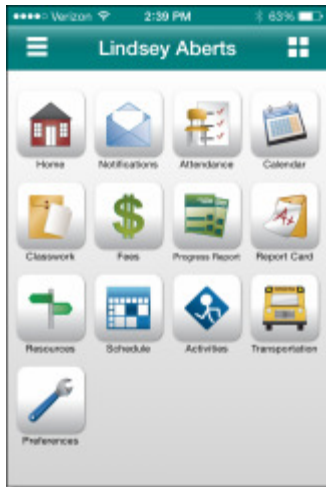 Verizon 2:39 PM 63%
Lindsey Aberts
Home Notifications Attendance Calendar
Classwork Fees Progress Report Report Card
Resources Schedule Activities Transportation
Preferences